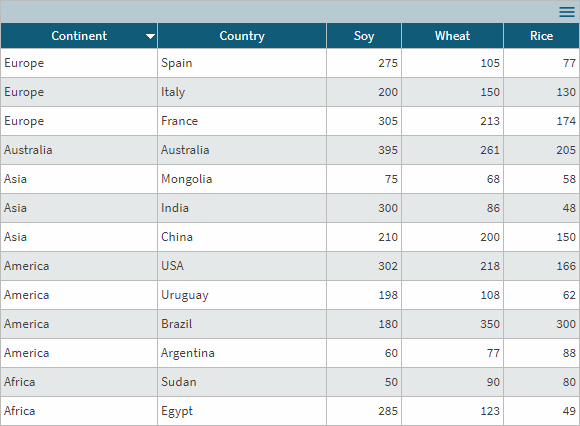 Continent Country Soy Wheat Rice
Europe Spain 275 105 77
Europe Italy 200 150 130
Europe France 305 213 174
Australia Australia 395 261 205
Asia Mongolia 75 68 58
Asia India 300 86 48
Asia China 210 200 150
America USA 302 218 166
America Uruguay 198 108 62
America Brazil 180 350 300
America Argentina 60 77 88
Africa Sudan 50 90 80
Africa Egypt 285 123 49